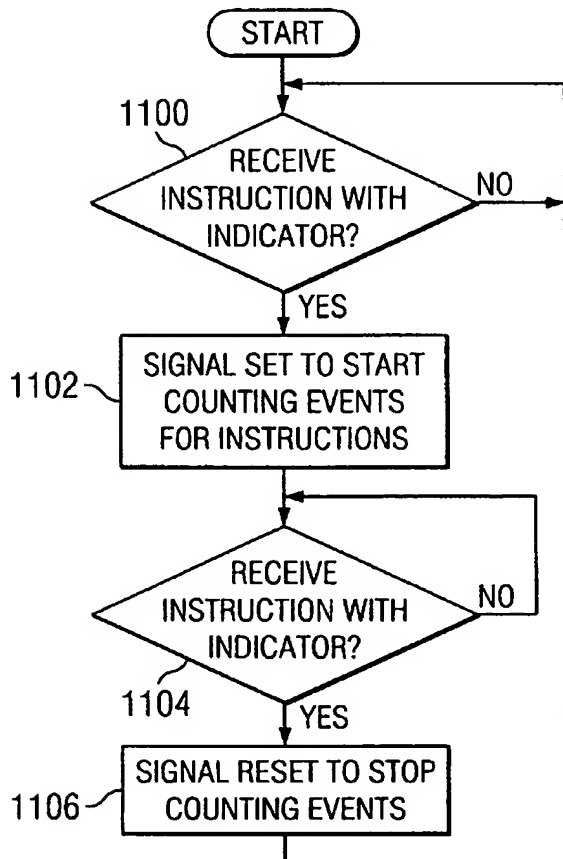 START
1100
RECEIVE
INSTRUCTION WITH
INDICATOR?
NO
YES
1102
SIGNAL SET TO START
COUNTING EVENTS
FOR INSTRUCTIONS
RECEIVE
INSTRUCTION WITH
INDICATOR?
NO
1104
YES
1106
SIGNAL RESET TO STOP
COUNTING EVENTS